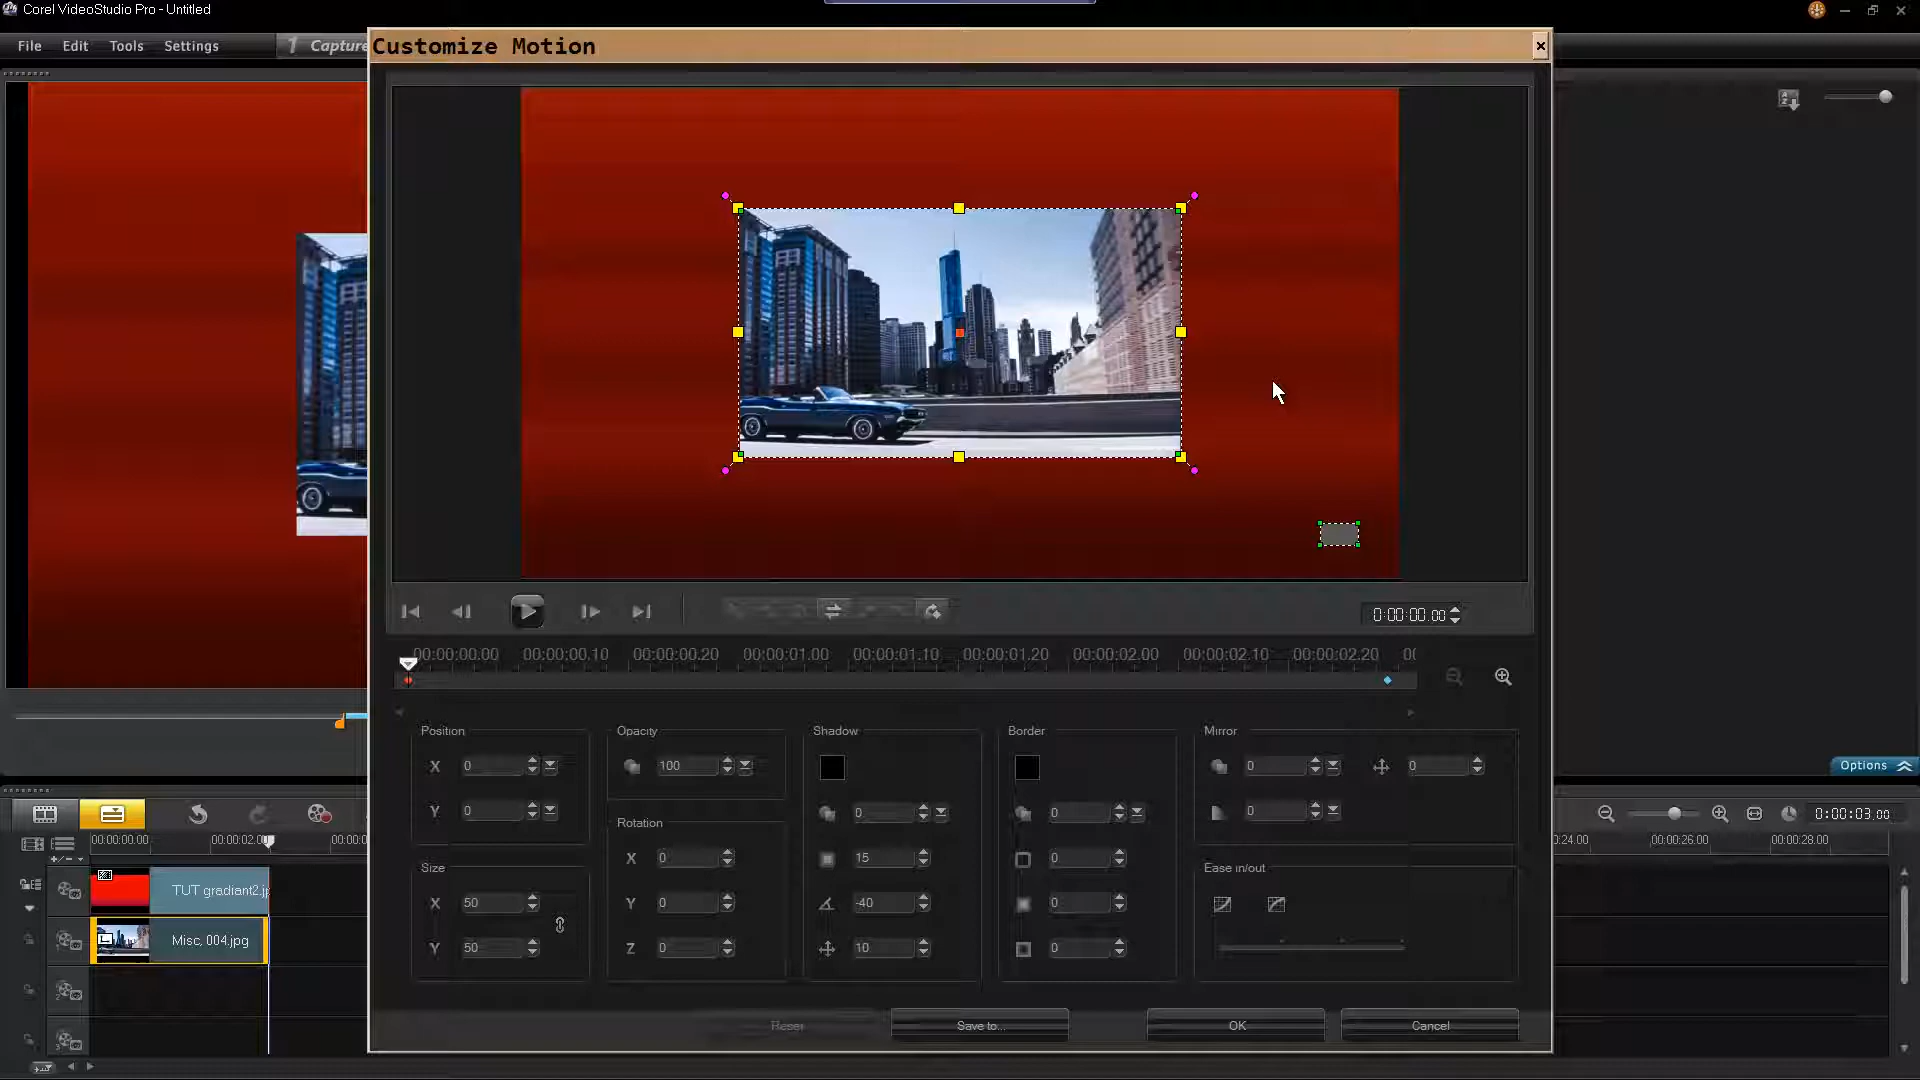 Corel VideoStudio Pro - Untitled
File Edit Tools Settings 1 Capture
Customize Motion
0:00:00.00
00:00:00.00 00:00:00.10 00:00:00.20 00:00:01.00 00:00:01.10 00:00:01.20 00:00:02.00 00:00:02.10 00:00:02.20
Position Opacity Shadow Border Mirror
X 0 100 0 0
Y 0 0 0 0
Rotation
X 0 15 0
Size Ease in/out
X 50 Y 0 -40 0
Y 50 Z 0 10 0
Reset Save to... OK Cancel
Options
0:00:03.00
00:00:00.00 00:00:02.00 00:00:26.00 00:00:28.00
TUT gradiant2.jp
Misc, 004.jpg